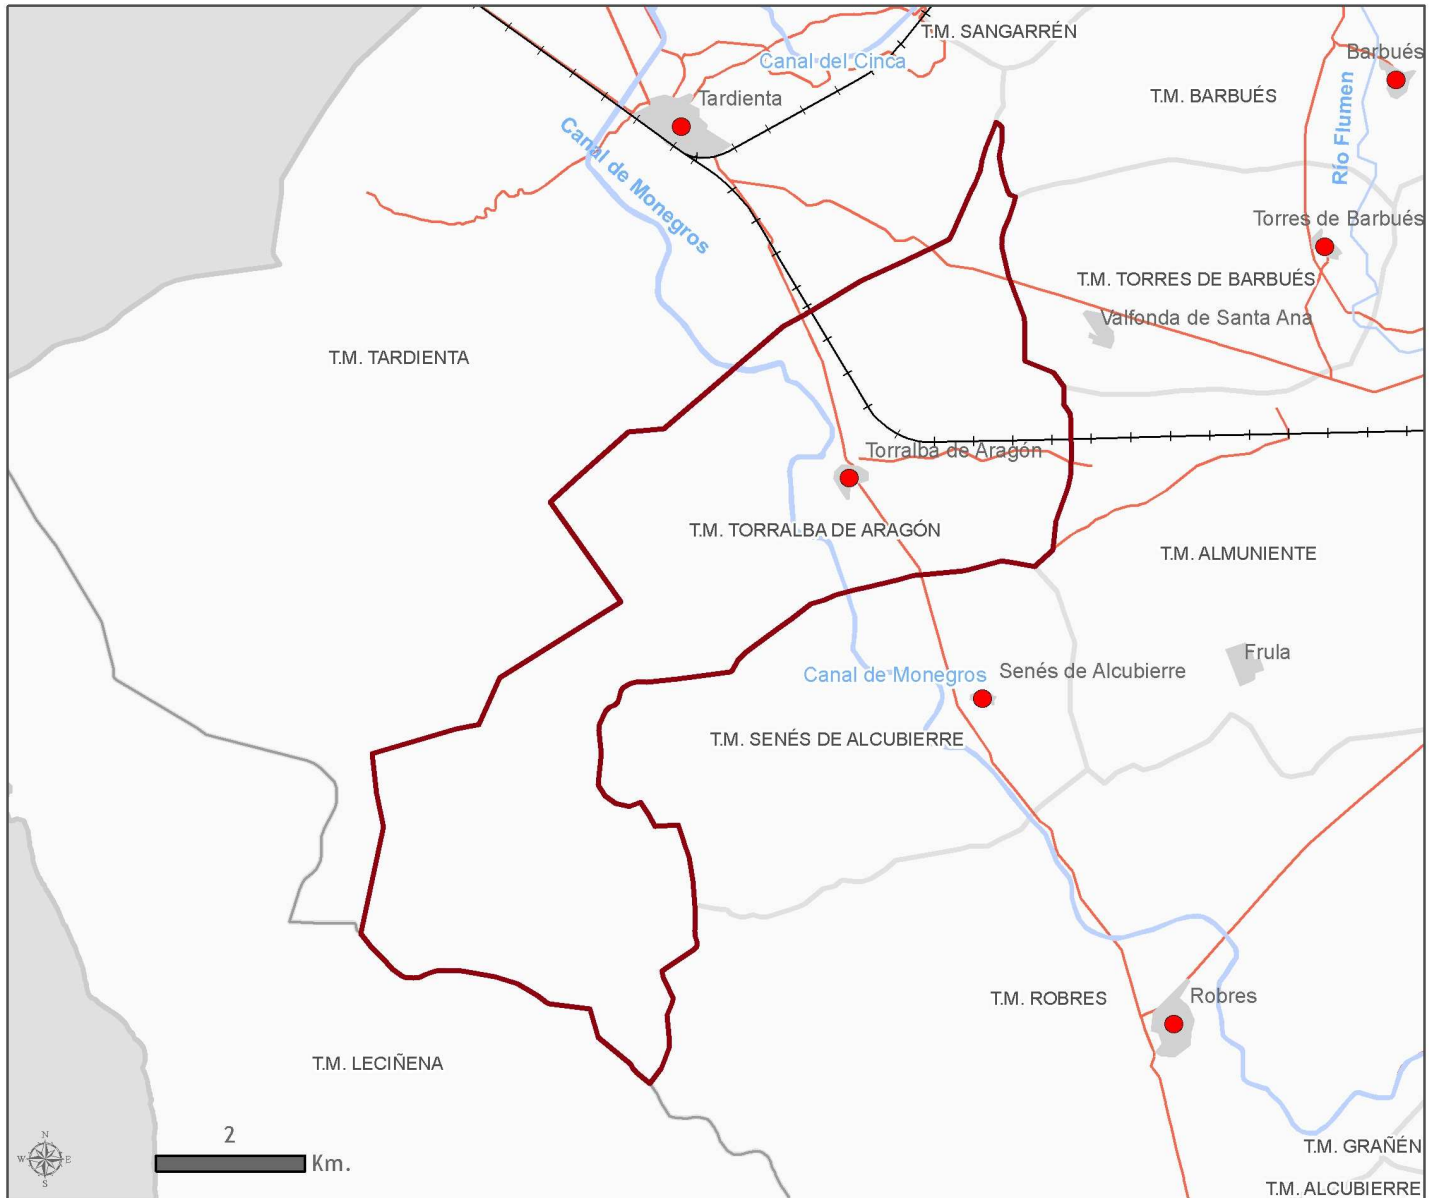 T.M. SANGARRÉN
Barbués
Canal del Cinca
Tardienta
T.M. BARBUÉS
Canal de Monegros
Río Flumen
Torres de Barbués
T.M. TORRES DE BARBUÉS
Valfonda de Santa Ana
T.M. TARDIENTA
Torralba de Aragón
T.M. TORRALBA DE ARAGÓN
T.M. ALMUNIENTE
Frula
Canal de Monegros
Senés de Alcubierre
T.M. SENÉS DE ALCUBIERRE
T.M. ROBRES
Robres
T.M. LECIÑENA
2
Km.
N
W
E
S
T.M. GRAÑÉN
T.M. ALCUBIERRE